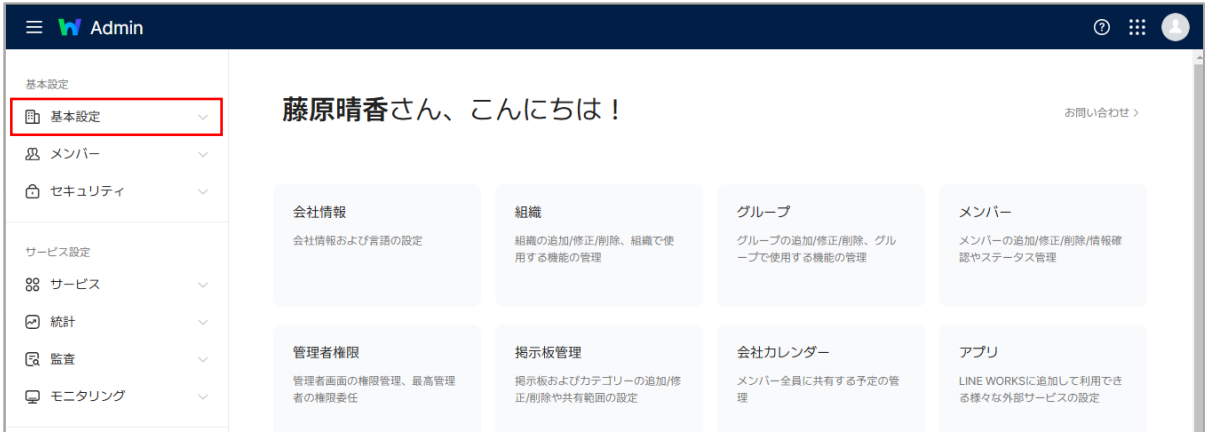 Admin
基本設定
基本設定
メンバー
セキュリティ
サービス設定
サービス
統計
監査
モニタリング
藤原晴香さん、こんにちは！
お問い合わせ
会社情報
会社情報および言語の設定
組織
組織の追加/修正/削除、組織で使
用する機能の管理
グループ
グループの追加/修正/削除、グル
ープで使用する機能の管理
メンバー
メンバーの追加/修正/削除/情報確
認やステータス管理
管理者権限
管理者画面の権限管理、最高管理
者の権限委任
掲示板管理
掲示板およびカテゴリーの追加/修
正/削除や共有範囲の設定
会社カレンダー
メンバー全員に共有する予定の管
理
アプリ
LINE WORKSに追加して利用でき
る様々な外部サービスの設定